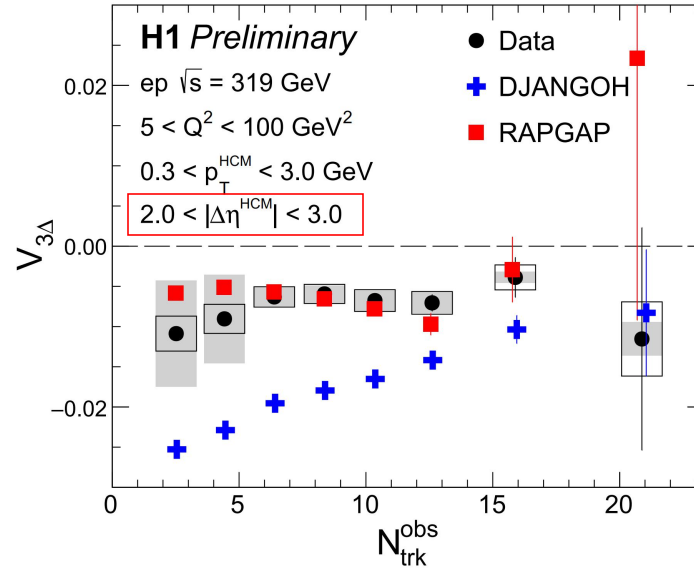 H1 Preliminary
ep √s = 319 GeV
5 < Q² < 100 GeV²
0.3 < p_T^HCM < 3.0 GeV
2.0 < |Δη^HCM| < 3.0
Data
DJANGOH
RAPGAP
0.02
0.00
−0.02
V_3Δ
0 5 10 15 20
N_trk^obs